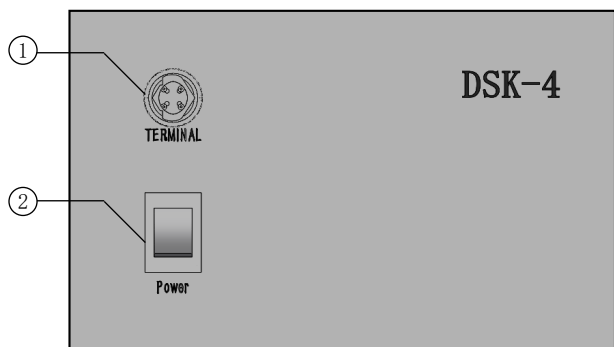 ①
DSK-4
TERMINAL
②
Power